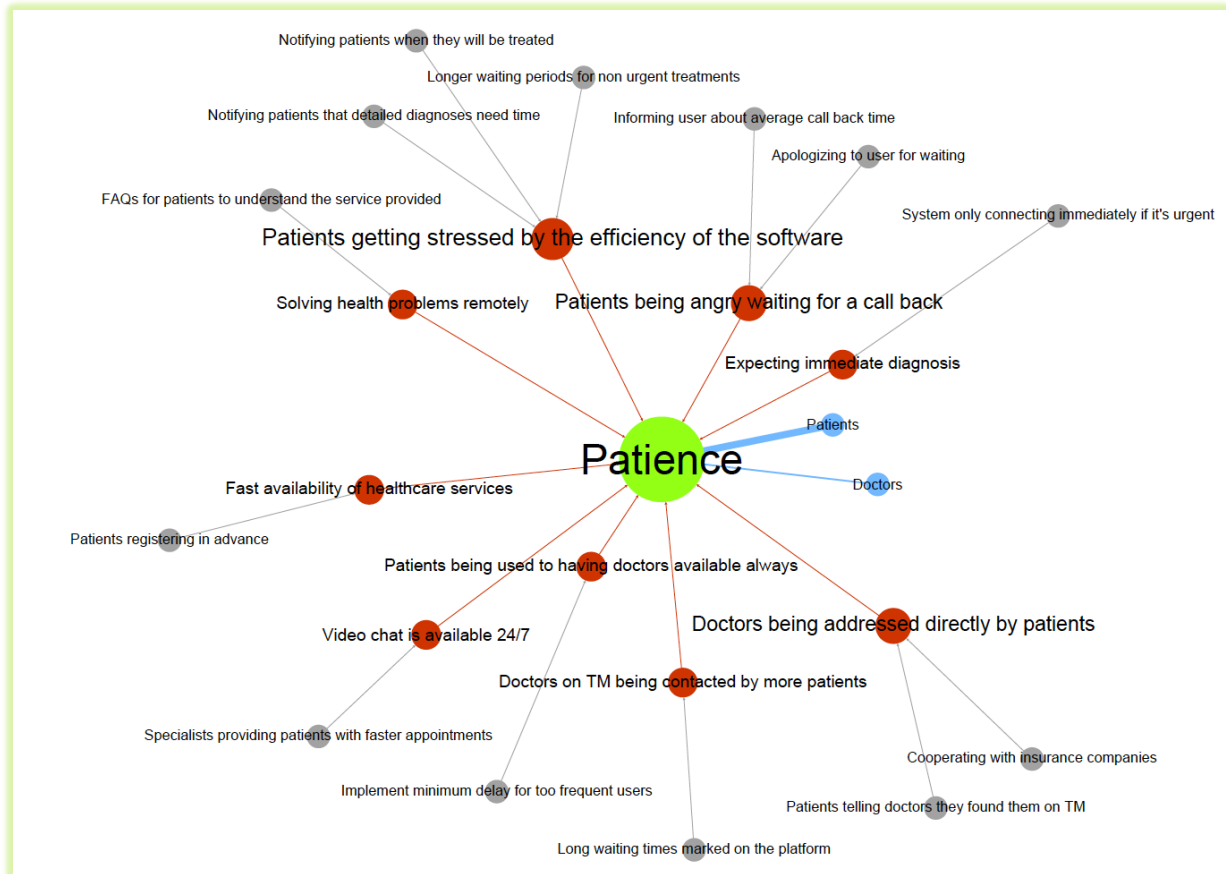 Notifying patients when they will be treated
Longer waiting periods for non urgent treatments
Notifying patients that detailed diagnoses need time
Informing user about average call back time
Apologizing to user for waiting
FAQs for patients to understand the service provided
System only connecting immediately if it's urgent
Patients getting stressed by the efficiency of the software
Solving health problems remotely
Patients being angry waiting for a call back
Expecting immediate diagnosis
Patients
Patience
Doctors
Fast availability of healthcare services
Patients registering in advance
Patients being used to having doctors available always
Video chat is available 24/7
Doctors being addressed directly by patients
Doctors on TM being contacted by more patients
Specialists providing patients with faster appointments
Cooperating with insurance companies
Implement minimum delay for too frequent users
Patients telling doctors they found them on TM
Long waiting times marked on the platform